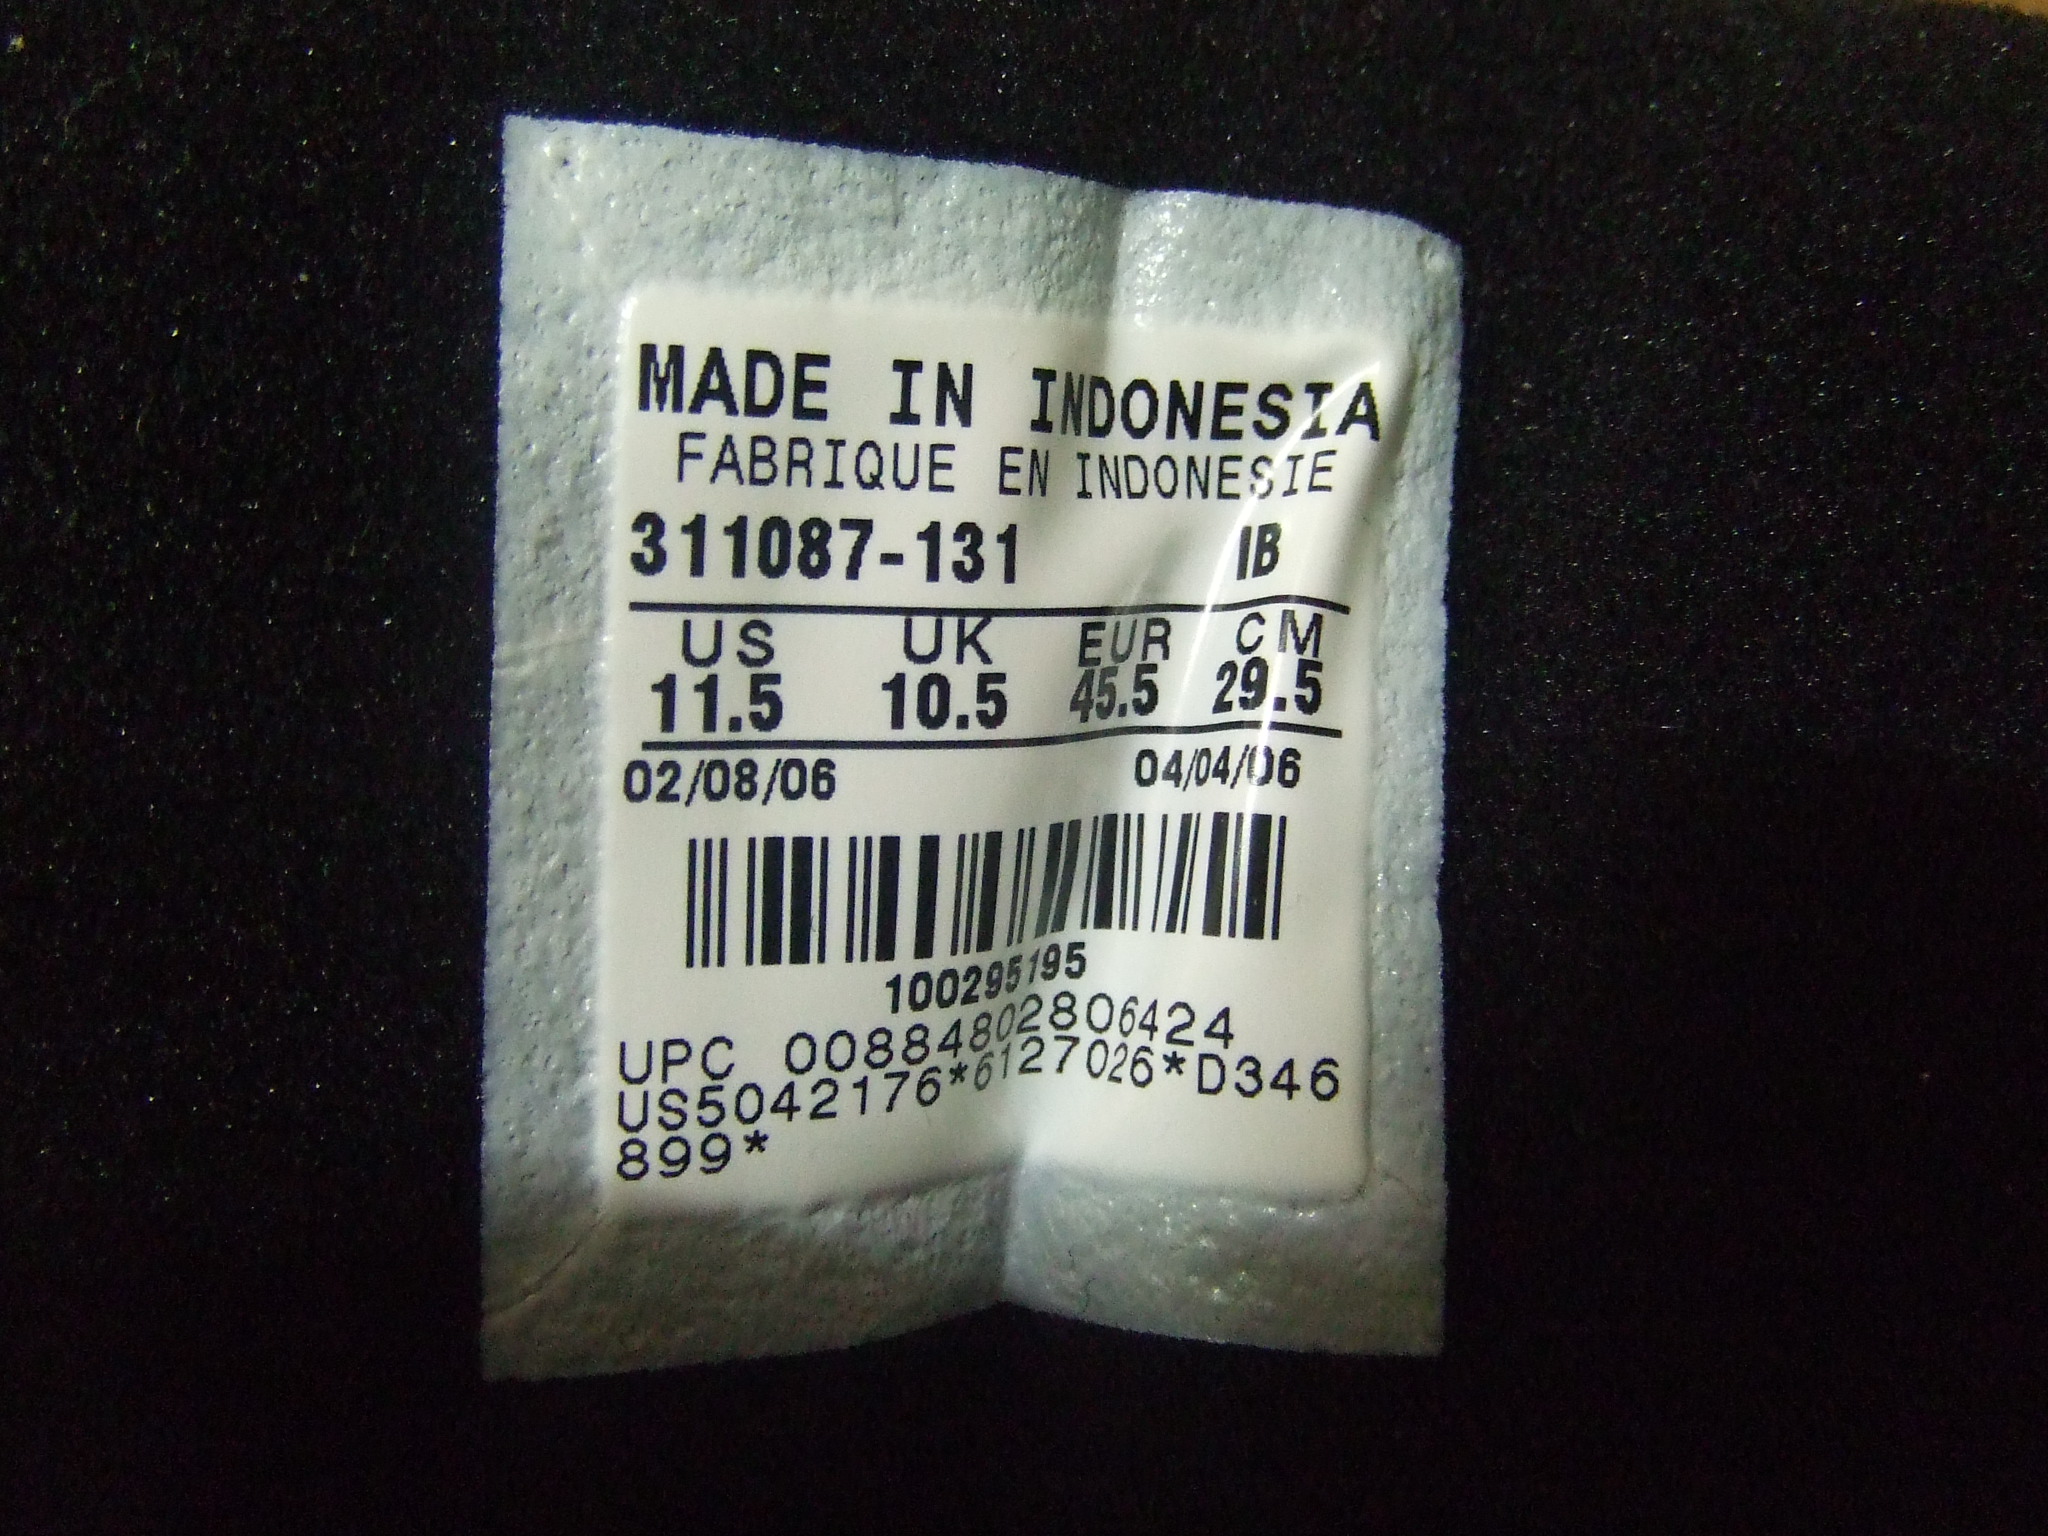 MADE IN INDONESIA
FABRIQUE EN INDONESIE
311087-131 IB
US UK EUR CM
11.5 10.5 45.5 29.5
02/08/06 04/04/06
100295195
UPC 00884802806424
US5042176*6127026*D346
899*